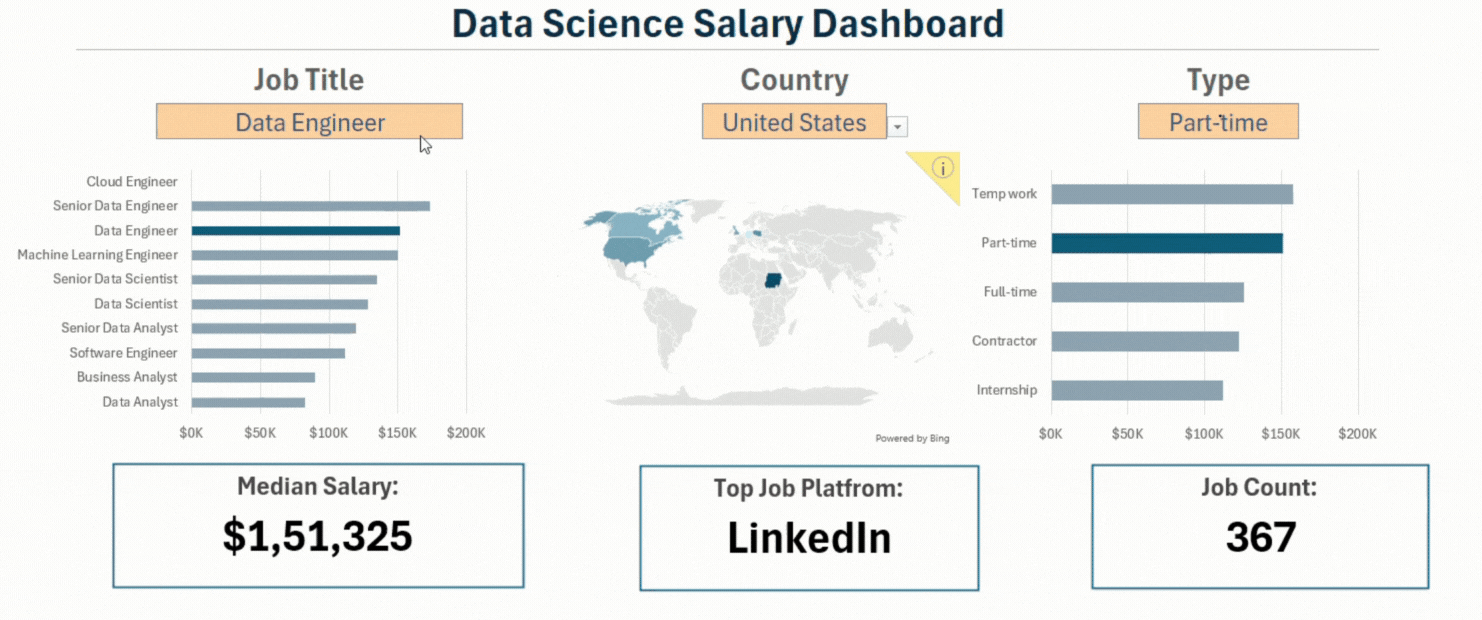 Data Science Salary Dashboard
Job Title
Data Engineer
Cloud Engineer
Senior Data Engineer
Data Engineer
Machine Learning Engineer
Senior Data Scientist
Data Scientist
Senior Data Analyst
Software Engineer
Business Analyst
Data Analyst
$0K $50K $100K $150K $200K
Country
United States
i
Powered by Bing
Type
Part-time
Temp work
Part-time
Full-time
Contractor
Internship
$0K $50K $100K $150K $200K
Median Salary:
$1,51,325
Top Job Platfrom:
LinkedIn
Job Count:
367